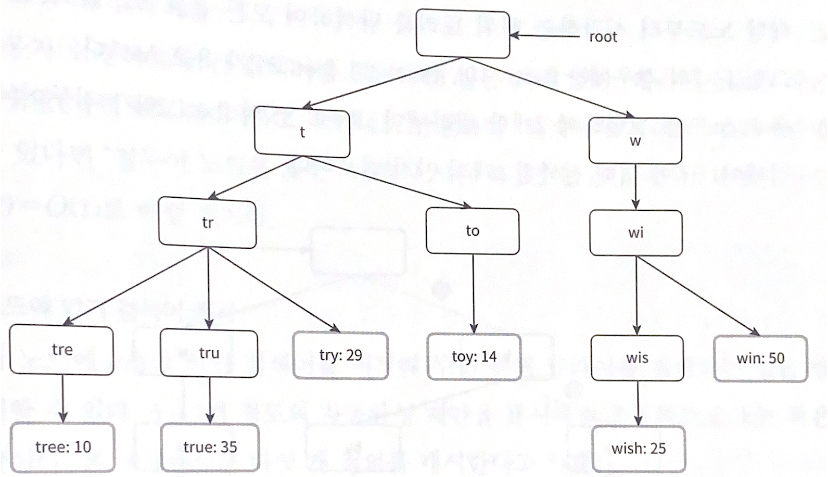 root
t
w
tr
to
wi
tre
tru
try: 29
toy: 14
wis
win: 50
tree: 10
true: 35
wish: 25